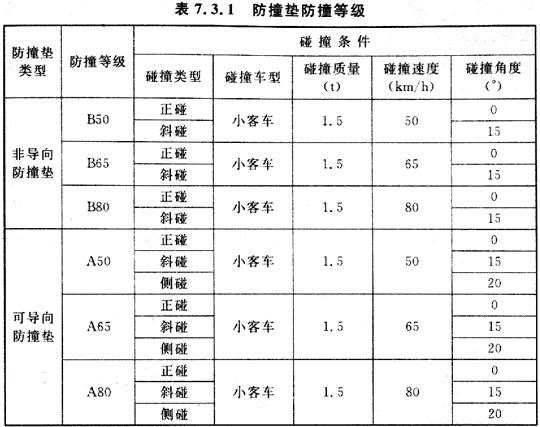 表 7.3.1 防撞垫防撞等级
防撞垫类型 防撞等级 碰撞条件
碰撞类型 碰撞车型 碰撞质量(t) 碰撞速度(km/h) 碰撞角度(°)
非导向防撞垫 B50 正碰 小客车 1.5 50 0
斜碰 15
B65 正碰 小客车 1.5 65 0
斜碰 15
B80 正碰 小客车 1.5 80 0
斜碰 15
可导向防撞垫 A50 正碰 小客车 1.5 50 0
斜碰 15
侧碰 20
A65 正碰 小客车 1.5 65 0
斜碰 15
侧碰 20
A80 正碰 小客车 1.5 80 0
斜碰 15
侧碰 20